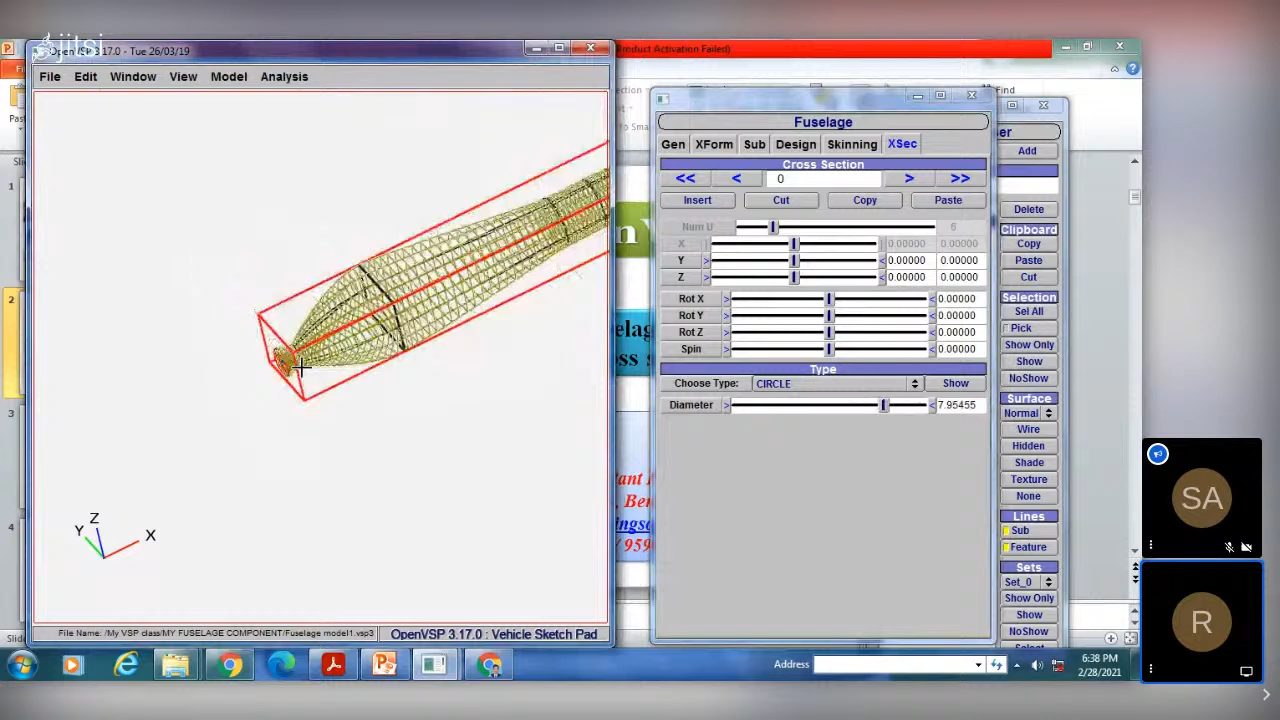 jitsi
OpenVSP 3.17.0 - Tue 26/03/19
Product Activation Failed)
File Edit Window View Model Analysis
Find
Fuselage
Gen XForm Sub Design Skinning XSec
Cross Section
<< < 0 > >>
Insert Cut Copy Paste
Num U 6
X 0.00000 0.00000
Y > < 0.00000 0.00000
Z > < 0.00000 0.00000
Rot X > < 0.00000
Rot Y > < 0.00000
Rot Z > < 0.00000
Spin > < 0.00000
Type
Choose Type: CIRCLE Show
Diameter > < 7.95455
Add
Delete
Clipboard
Copy
Paste
Cut
Selection
Sel All
Pick
Show Only
Show
NoShow
Surface
Normal
Wire
Hidden
Shade
Texture
None
Lines
Sub
Feature
Sets
Set_0
Show Only
Show
NoShow
1
2
3
4
Z
Y
X
File Name: /My VSP class/MY FUSELAGE COMPONENT/Fuselage model1.vsp3
OpenVSP 3.17.0 : Vehicle Sketch Pad
Address
6:38 PM
2/28/2021
SA
R